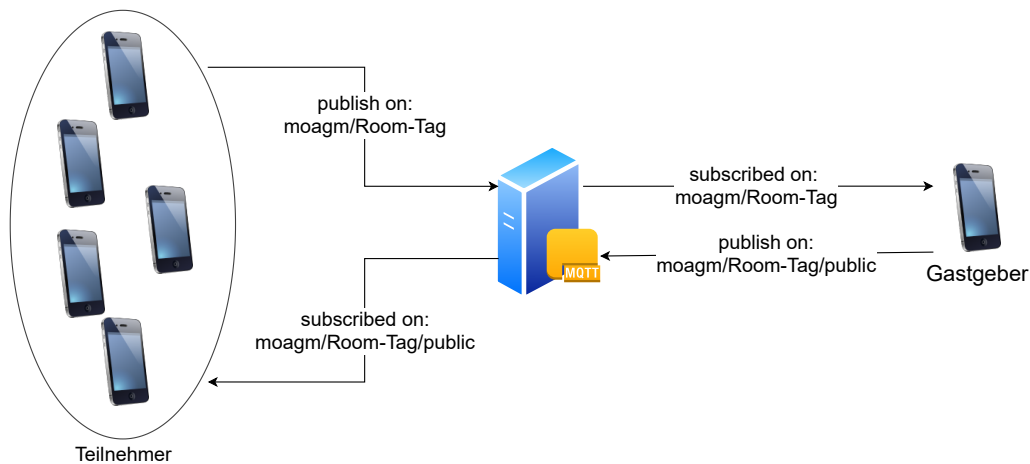 publish on:
moagm/Room-Tag
subscribed on:
moagm/Room-Tag
publish on:
moagm/Room-Tag/public
MQTT
Gastgeber
subscribed on:
moagm/Room-Tag/public
Teilnehmer